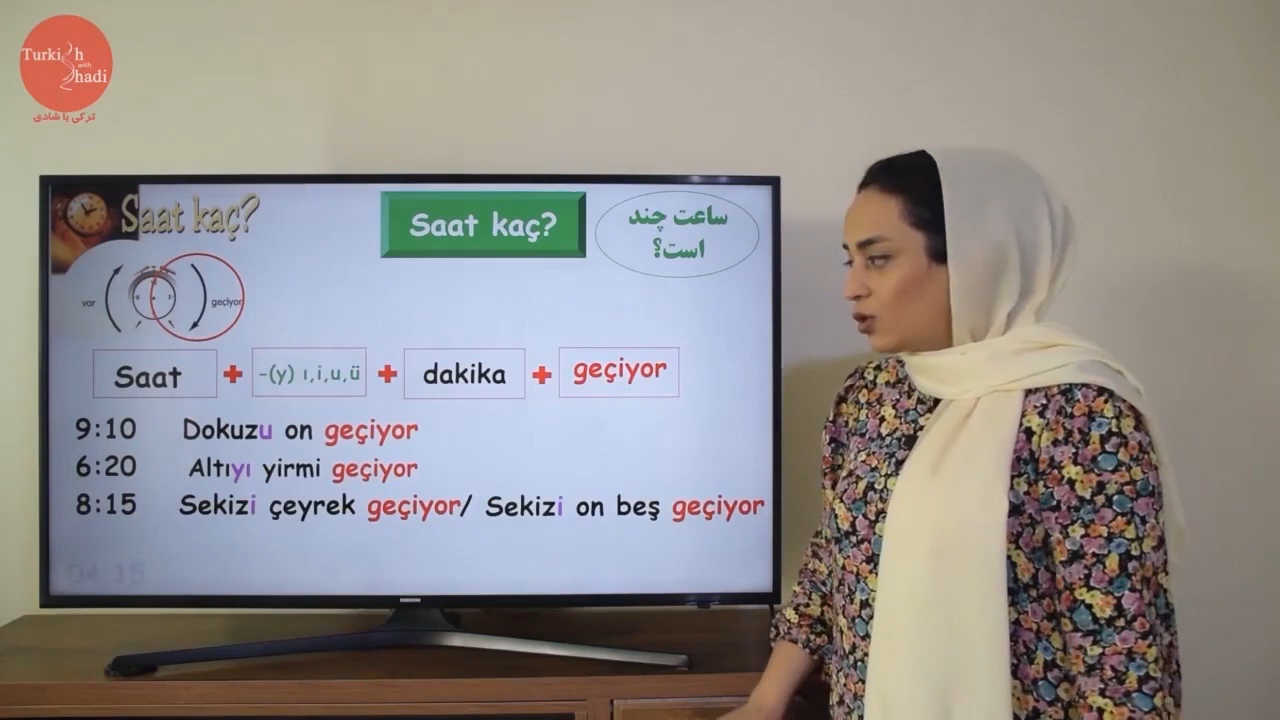 Turkish
with
Shadi
ترکی با شادی
Saat kaç?
Saat kaç?
ساعت چند
است؟
var
geçiyor
Saat + -(y) ı,i,u,ü + dakika + geçiyor
9:10 Dokuzu on geçiyor
6:20 Altıyı yirmi geçiyor
8:15 Sekizi çeyrek geçiyor/ Sekizi on beş geçiyor
04:15
SAMSUNG